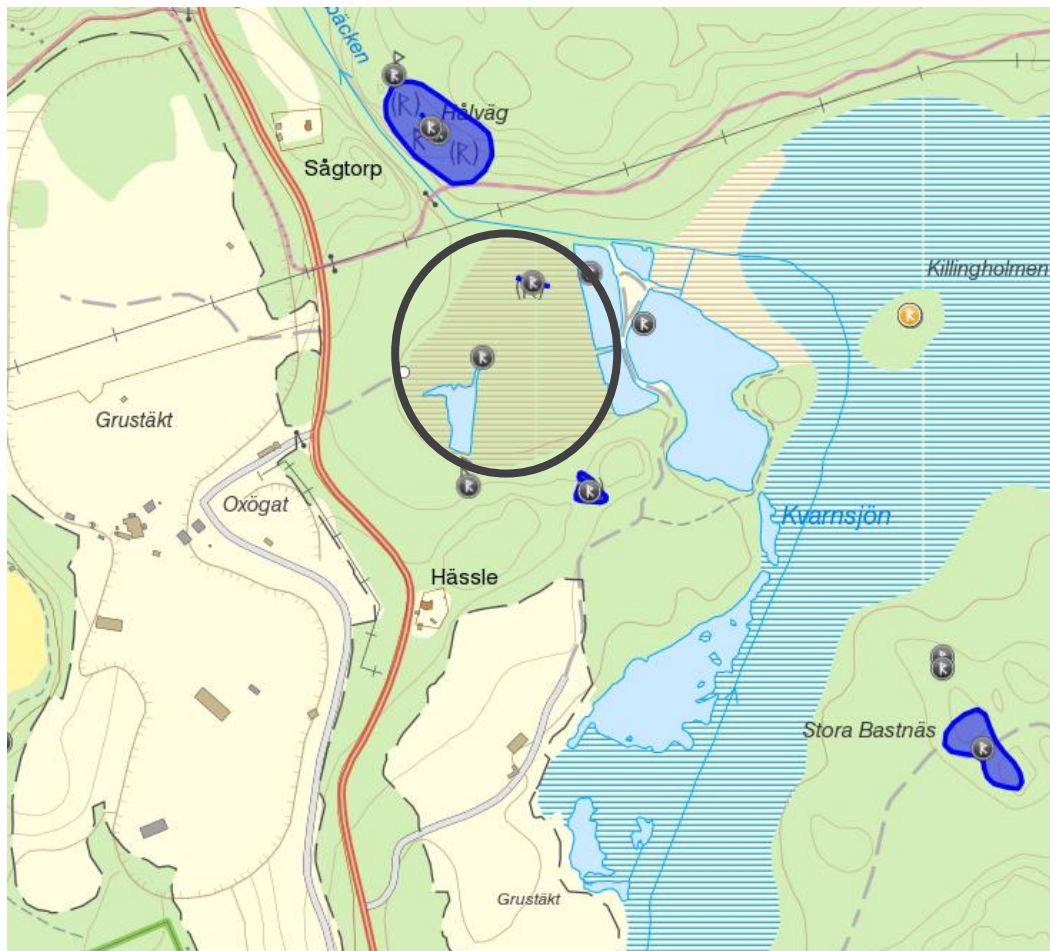 bäcken
(R)
Hålväg
R
(R)
Sågtorp
Killingholmen
(R)
Grustäkt
Oxögat
Kvarnsjön
Hässle
Stora Bastnäs
Grustäkt